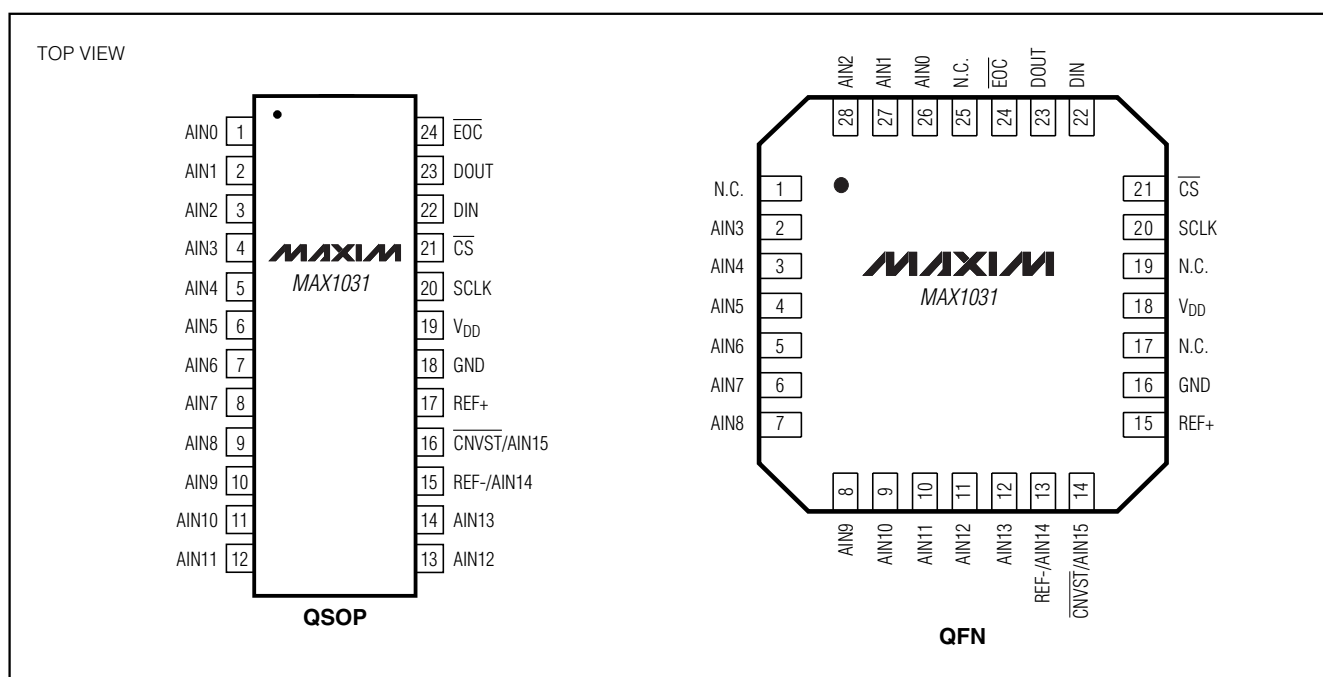 TOP VIEW
AIN0 1
AIN1 2
AIN2 3
AIN3 4
AIN4 5
AIN5 6
AIN6 7
AIN7 8
AIN8 9
AIN9 10
AIN10 11
AIN11 12
24 EOC
23 DOUT
22 DIN
21 CS
20 SCLK
19 VDD
18 GND
17 REF+
16 CNVST/AIN15
15 REF-/AIN14
14 AIN13
13 AIN12
MAXIM
MAX1031
QSOP
AIN2 AIN1 AIN0 N.C. EOC DOUT DIN
28 27 26 25 24 23 22
N.C. 1
AIN3 2
AIN4 3
AIN5 4
AIN6 5
AIN7 6
AIN8 7
21 CS
20 SCLK
19 N.C.
18 VDD
17 N.C.
16 GND
15 REF+
MAXIM
MAX1031
8 9 10 11 12 13 14
AIN9 AIN10 AIN11 AIN12 AIN13 REF-/AIN14 CNVST/AIN15
QFN